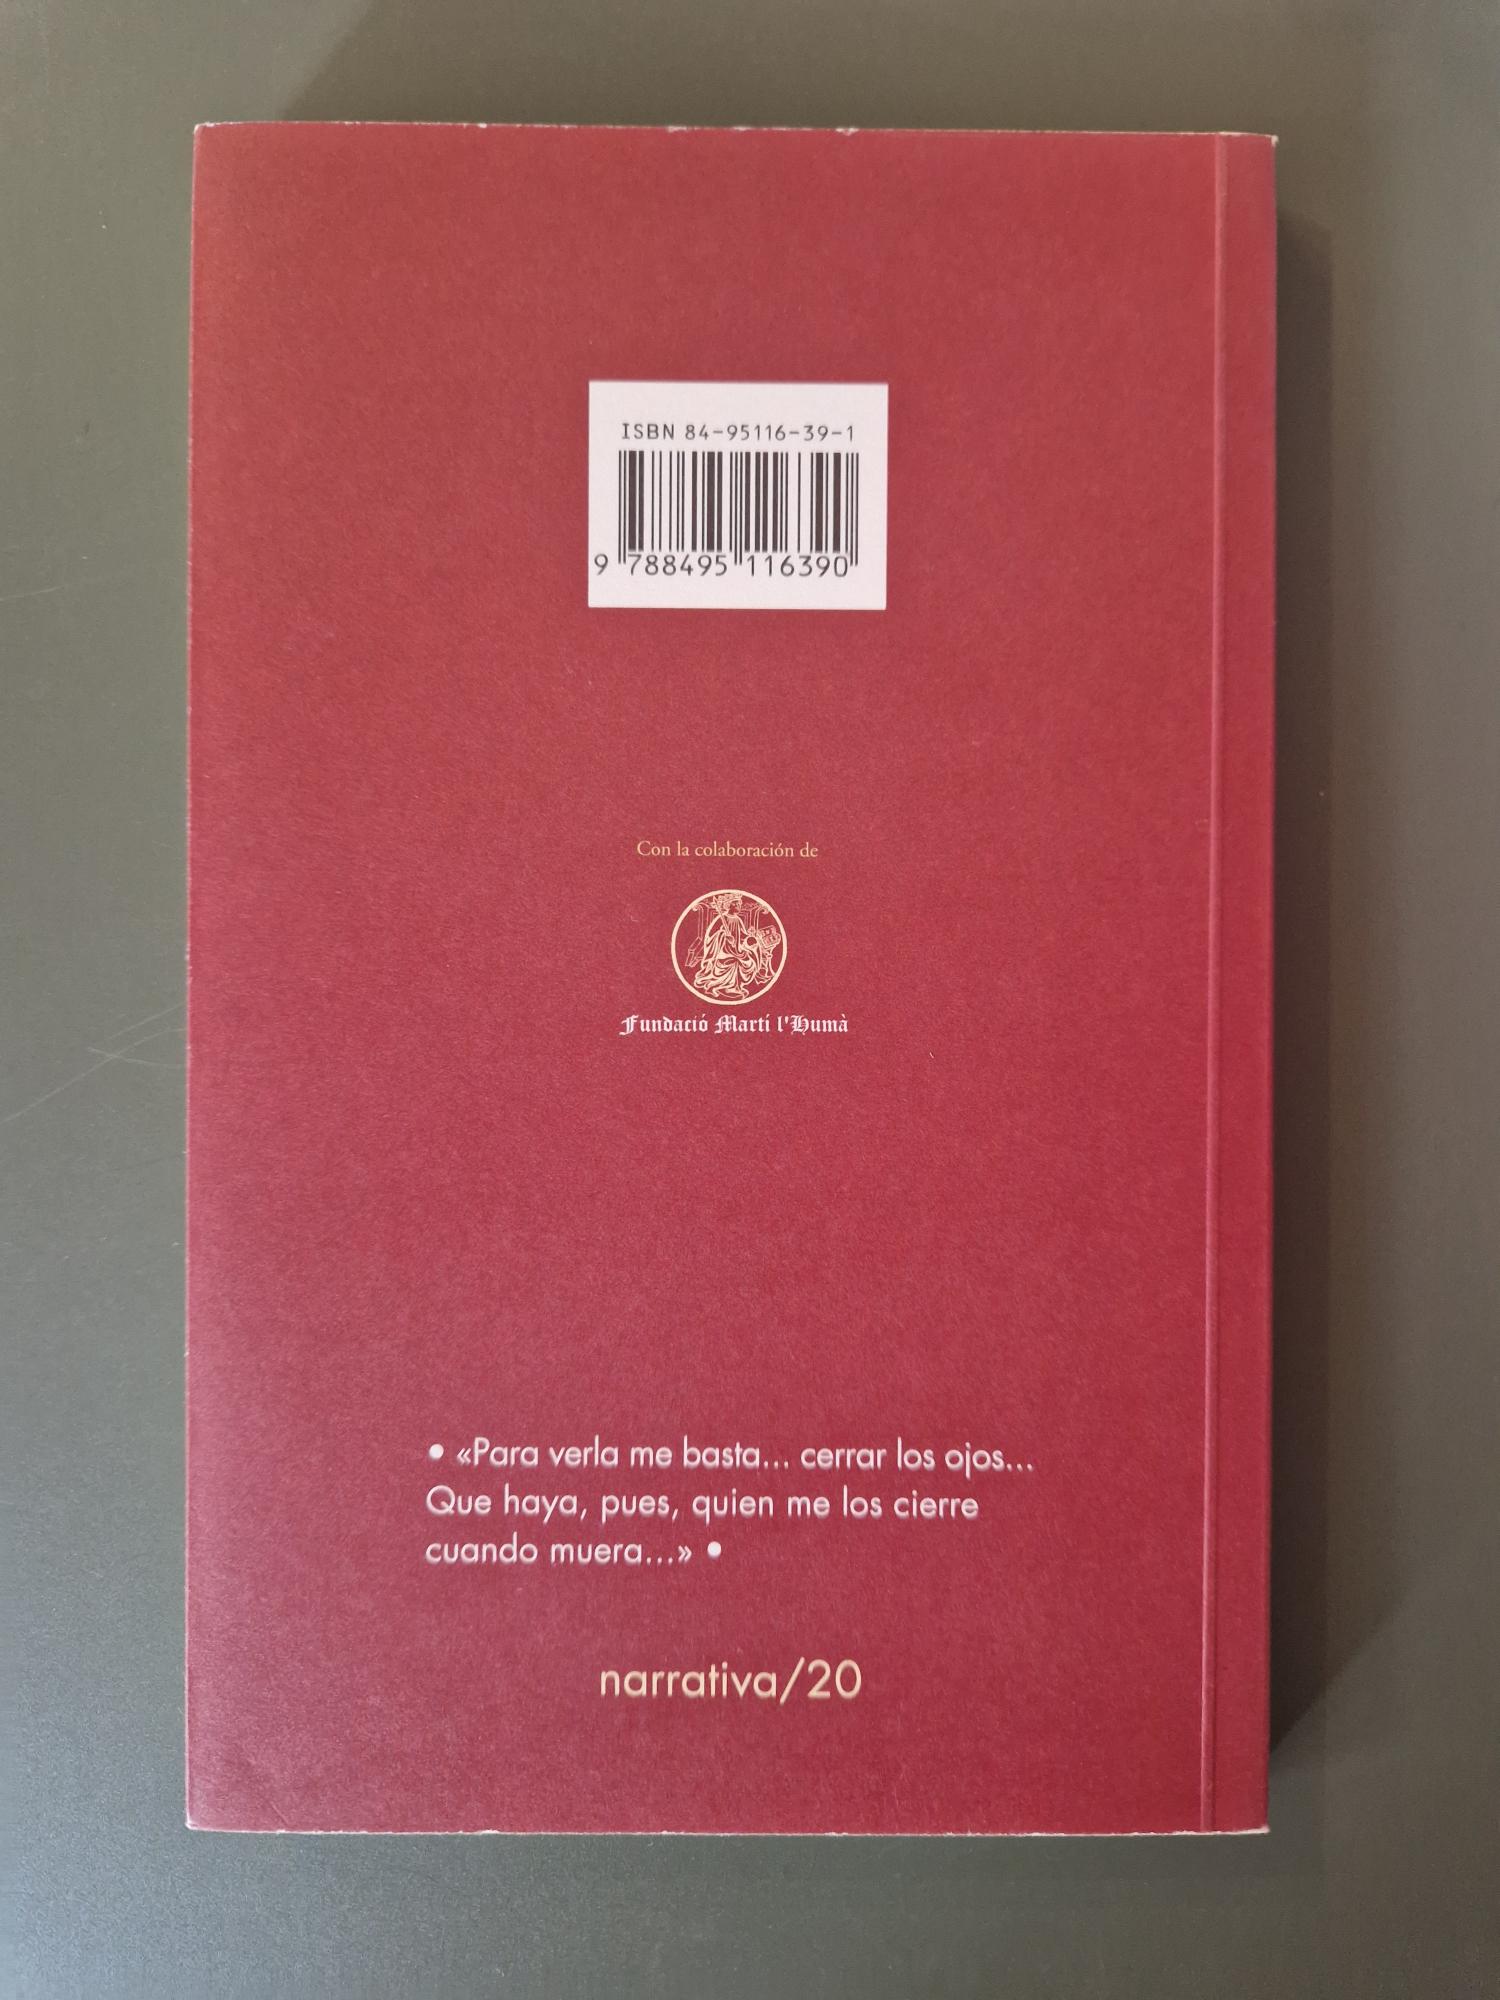 ISBN 84-95116-39-1
9 788495 116390
Con la colaboración de
Fundació Martí l'Humà
• «Para verla me basta... cerrar los ojos...
Que haya, pues, quien me los cierre
cuando muera...» •
narrativa/20